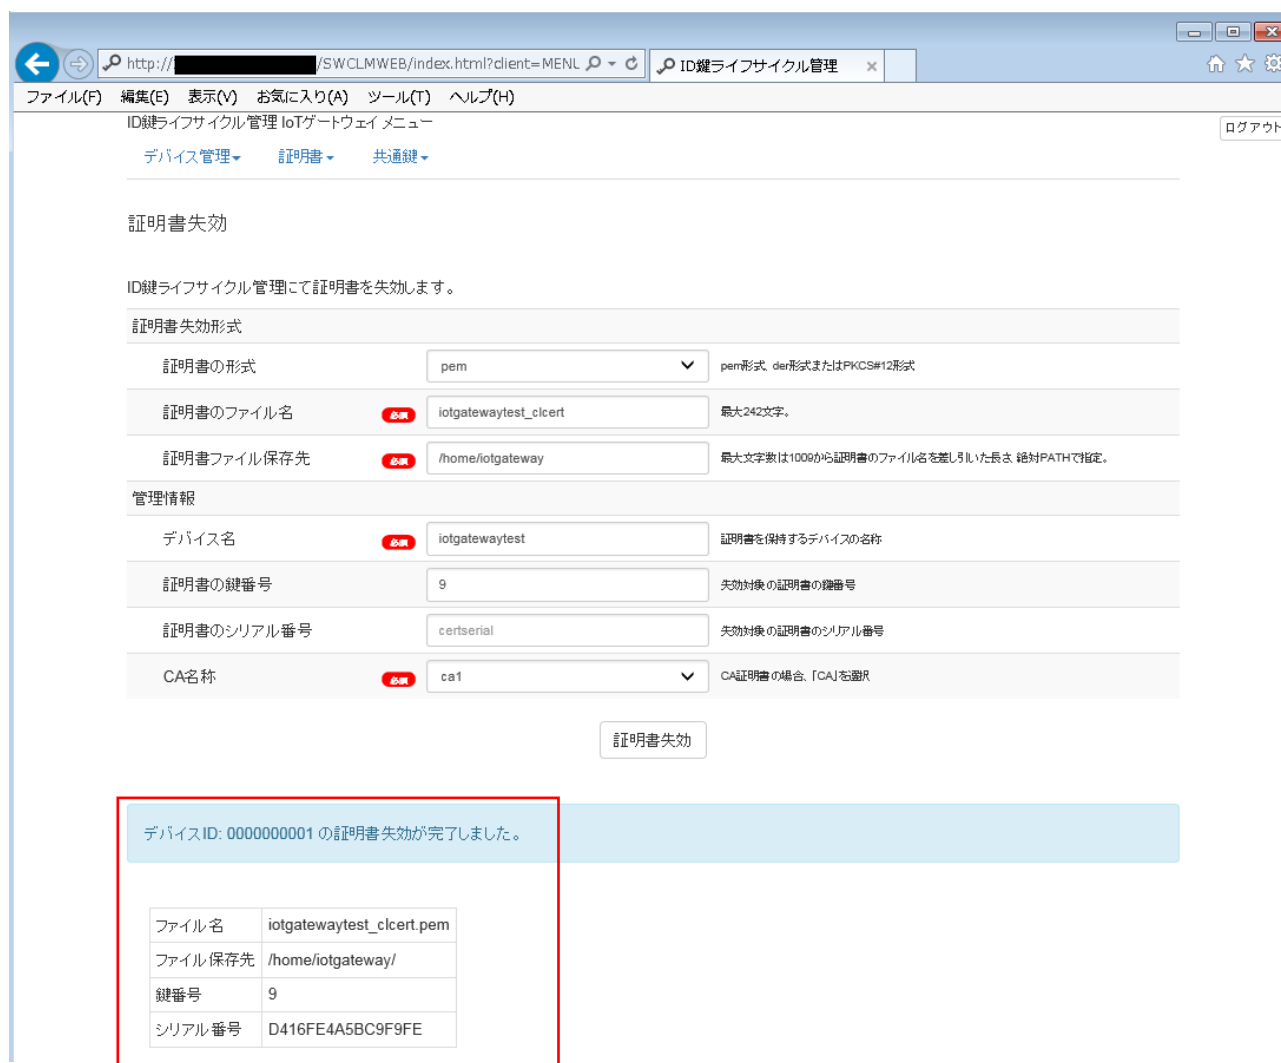 http:// /SWCLMWEB/index.html?client=MENU
ID鍵ライフサイクル管理
ファイル(F) 編集(E) 表示(V) お気に入り(A) ツール(T) ヘルプ(H)
ID鍵ライフサイクル管理 IoTゲートウェイ メニュー
ログアウト
デバイス管理 証明書 共通鍵
証明書失効
ID鍵ライフサイクル管理にて証明書を失効します。
証明書失効形式
証明書の形式 pem pem形式、der形式またはPKCS#12形式
証明書のファイル名 必須 iotgatewaytest_clcert 最大242文字。
証明書ファイル保存先 必須 /home/iotgateway 最大文字数は1009から証明書のファイル名を差し引いた長さ 絶対PATHで指定。
管理情報
デバイス名 必須 iotgatewaytest 証明書を保持するデバイスの名称
証明書の鍵番号 9 失効対象の証明書の鍵番号
証明書のシリアル番号 certserial 失効対象の証明書のシリアル番号
CA名称 必須 ca1 CA証明書の場合、「CA」を選択
証明書失効
デバイスID: 0000000001 の証明書失効が完了しました。
ファイル名 iotgatewaytest_clcert.pem
ファイル保存先 /home/iotgateway/
鍵番号 9
シリアル番号 D416FE4A5BC9F9FE